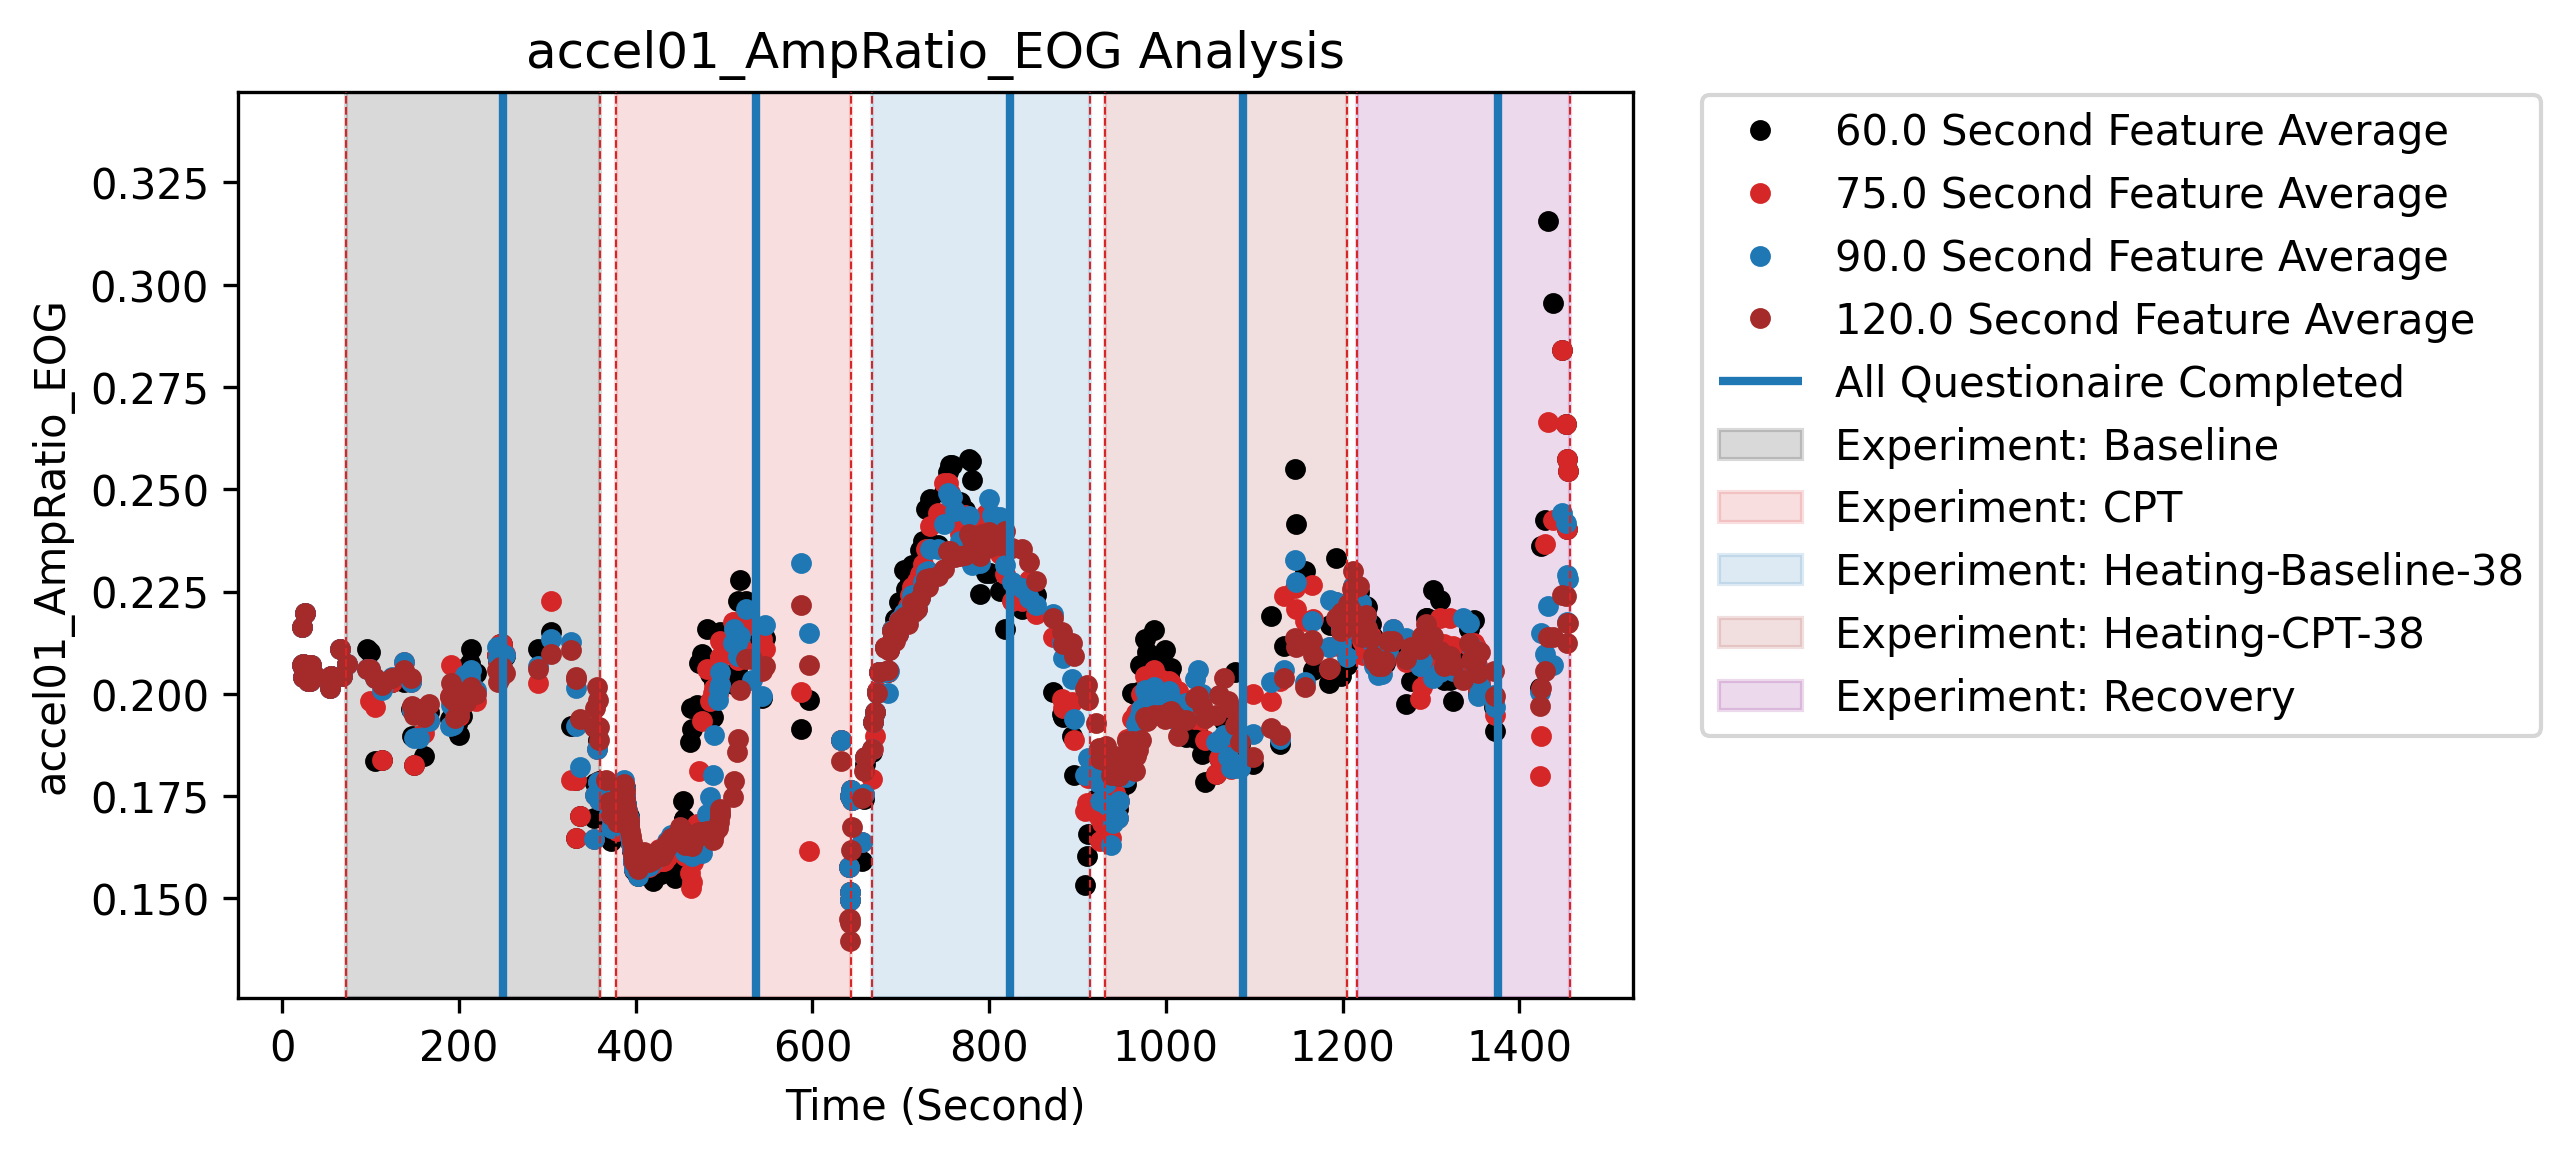 accel01_AmpRatio_EOG Analysis
accel01_AmpRatio_EOG
0.325
0.300
0.275
0.250
0.225
0.200
0.175
0.150
0 200 400 600 800 1000 1200 1400
Time (Second)
60.0 Second Feature Average
75.0 Second Feature Average
90.0 Second Feature Average
120.0 Second Feature Average
All Questionaire Completed
Experiment: Baseline
Experiment: CPT
Experiment: Heating-Baseline-38
Experiment: Heating-CPT-38
Experiment: Recovery